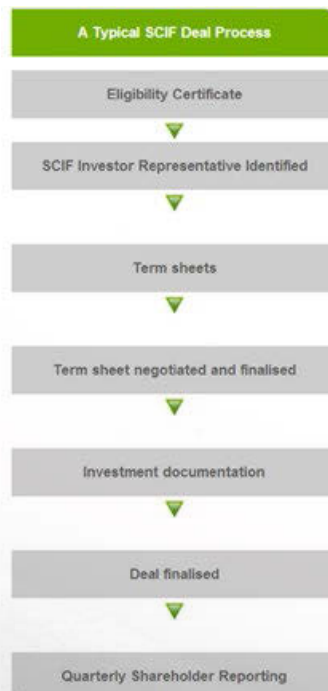 A Typical SCIF Deal Process
Eligibility Certificate
SCIF Investor Representative Identified
Term sheets
Term sheet negotiated and finalised
Investment documentation
Deal finalised
Quarterly Shareholder Reporting